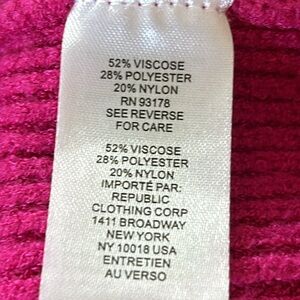 52% VISCOSE
28% POLYESTER
20% NYLON
RN 93178
SEE REVERSE
FOR CARE
52% VISCOSE
28% POLYESTER
20% NYLON
IMPORTÉ PAR:
REPUBLIC
CLOTHING CORP
1411 BROADWAY
NEW YORK
NY 10018 USA
ENTRETIEN
AU VERSO